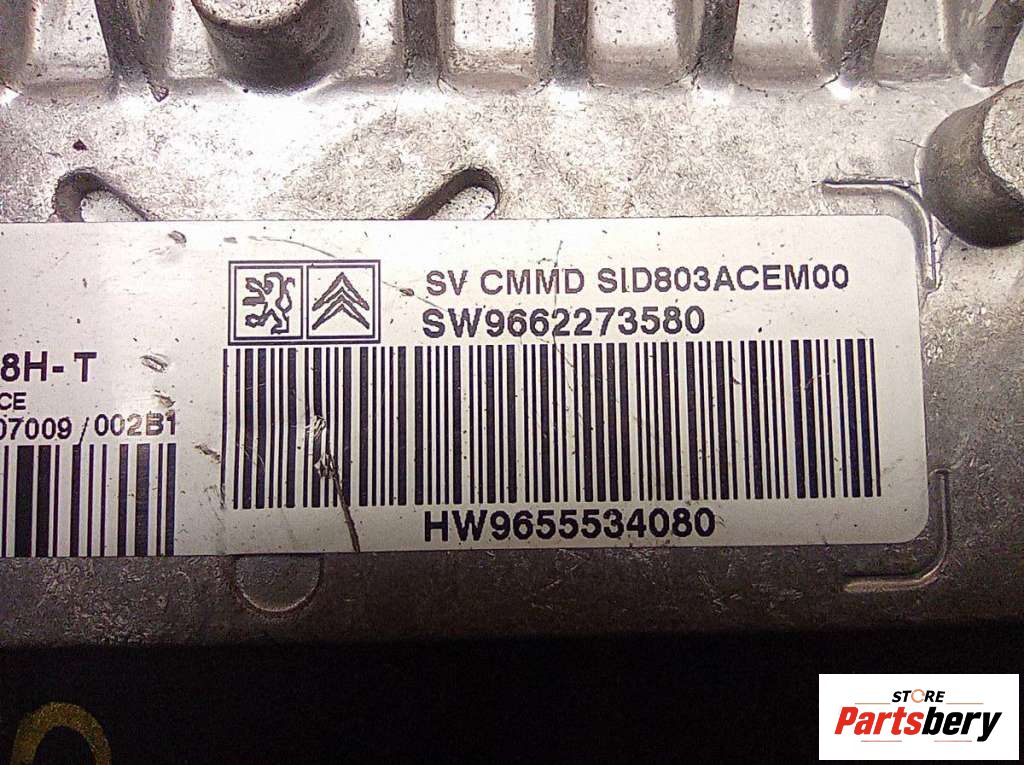 8H-T
CE
07009/002B1
SV CMMD SID803ACEM00
SW9662273580
HW9655534080
STORE
Partsbery